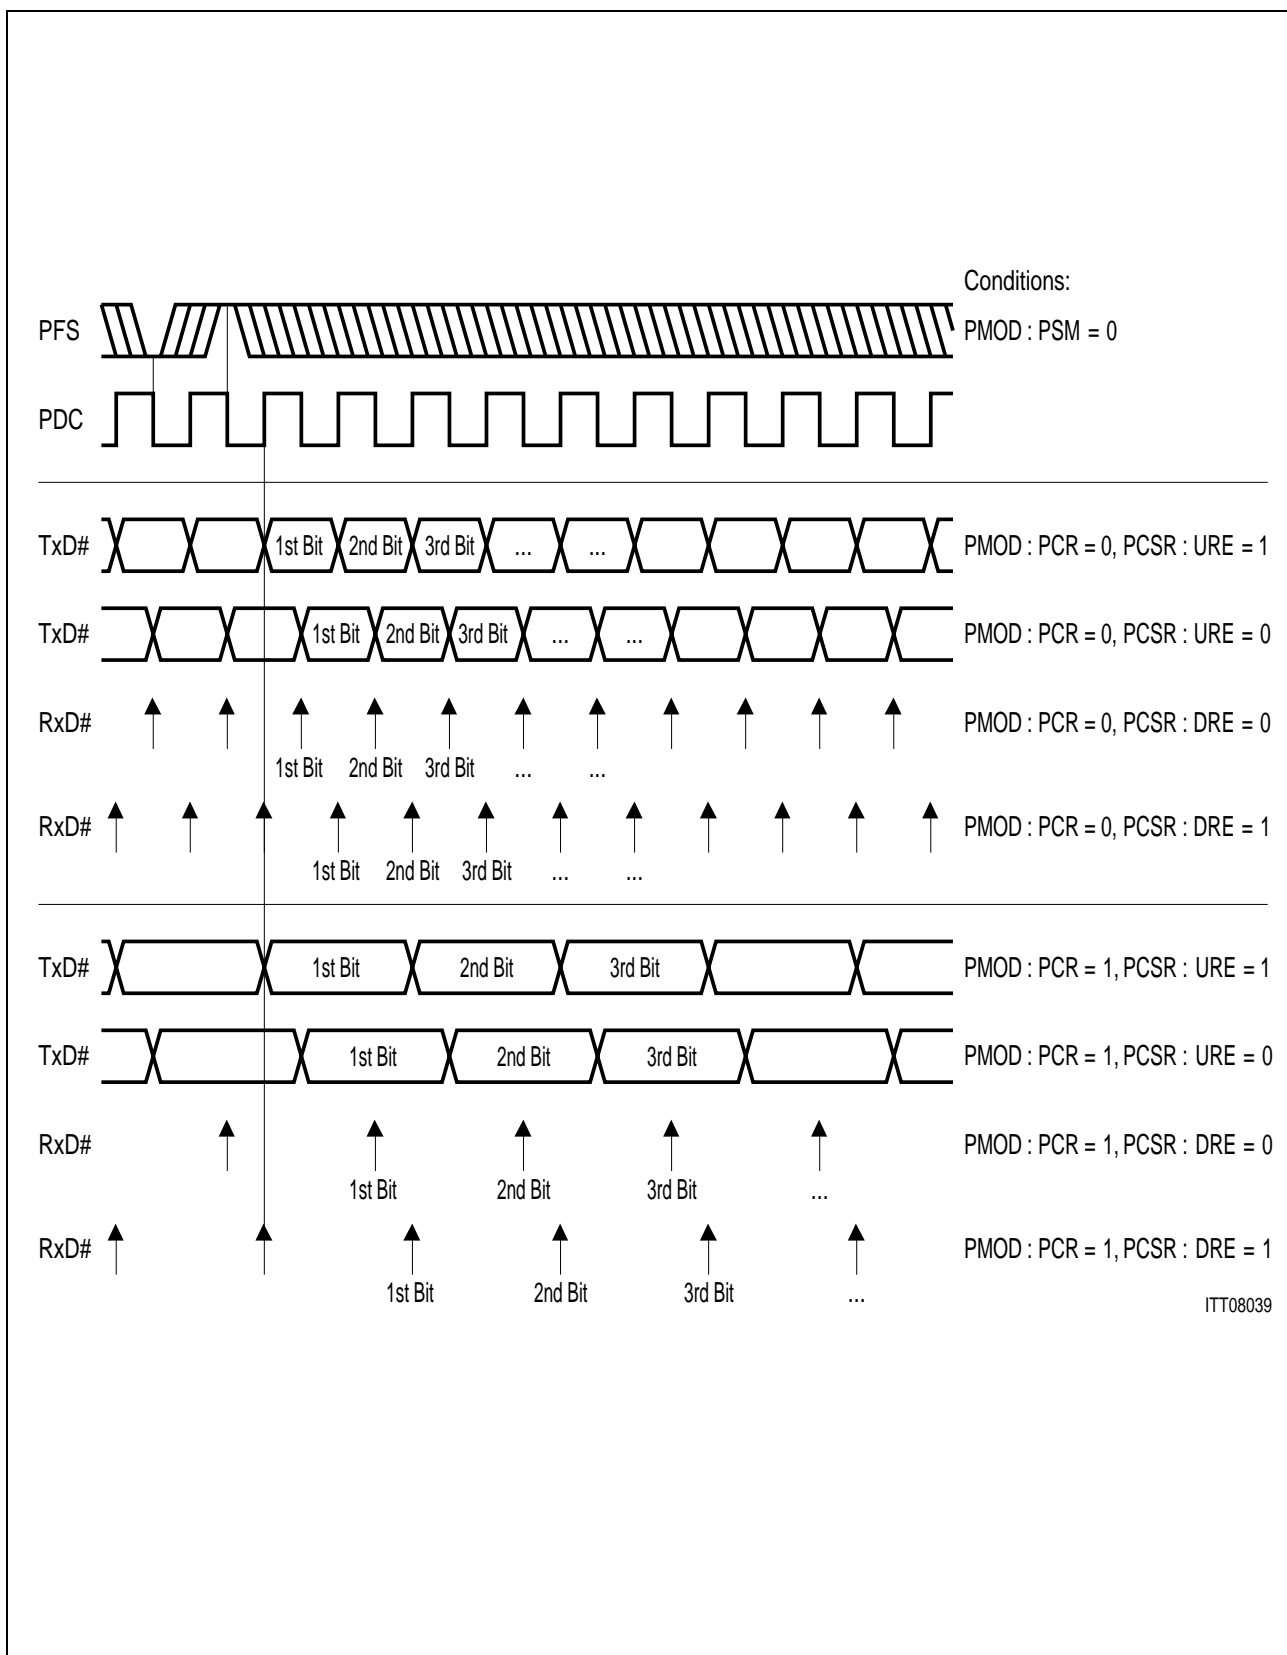 Conditions:
PFS
PMOD : PSM = 0
PDC
TxD# 1st Bit 2nd Bit 3rd Bit ... ... PMOD : PCR = 0, PCSR : URE = 1
TxD# 1st Bit 2nd Bit 3rd Bit ... ... PMOD : PCR = 0, PCSR : URE = 0
RxD# PMOD : PCR = 0, PCSR : DRE = 0
1st Bit 2nd Bit 3rd Bit ... ...
RxD# PMOD : PCR = 0, PCSR : DRE = 1
1st Bit 2nd Bit 3rd Bit ... ...
TxD# 1st Bit 2nd Bit 3rd Bit PMOD : PCR = 1, PCSR : URE = 1
TxD# 1st Bit 2nd Bit 3rd Bit PMOD : PCR = 1, PCSR : URE = 0
RxD# PMOD : PCR = 1, PCSR : DRE = 0
1st Bit 2nd Bit 3rd Bit ...
RxD# PMOD : PCR = 1, PCSR : DRE = 1
1st Bit 2nd Bit 3rd Bit ...
ITT08039